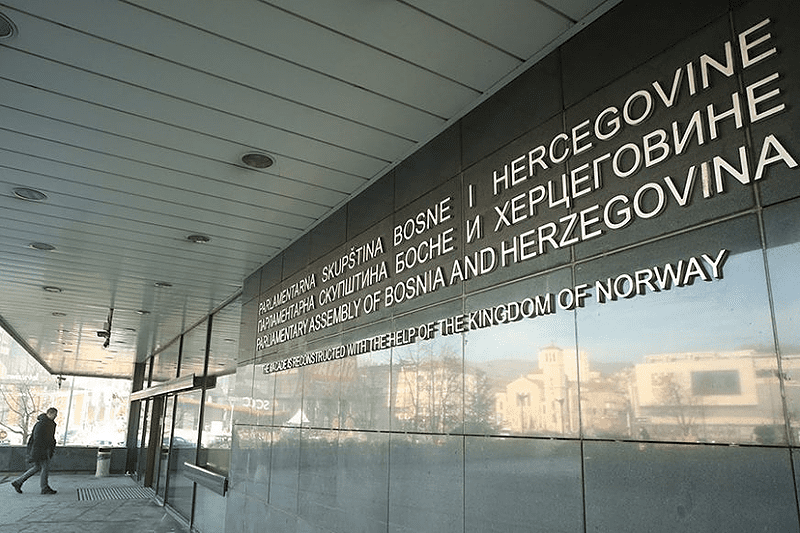 PARLAMENTARNA SKUPŠTINA BOSNE I HERCEGOVINE
ПАРЛАМЕНТАРНА СКУПШТИНА БОСНЕ И ХЕРЦЕГОВИНЕ
PARLIAMENTARY ASSEMBLY OF BOSNIA AND HERZEGOVINA
THE FACADE IS RECONSTRUCTED WITH THE HELP OF THE KINGDOM OF NORWAY